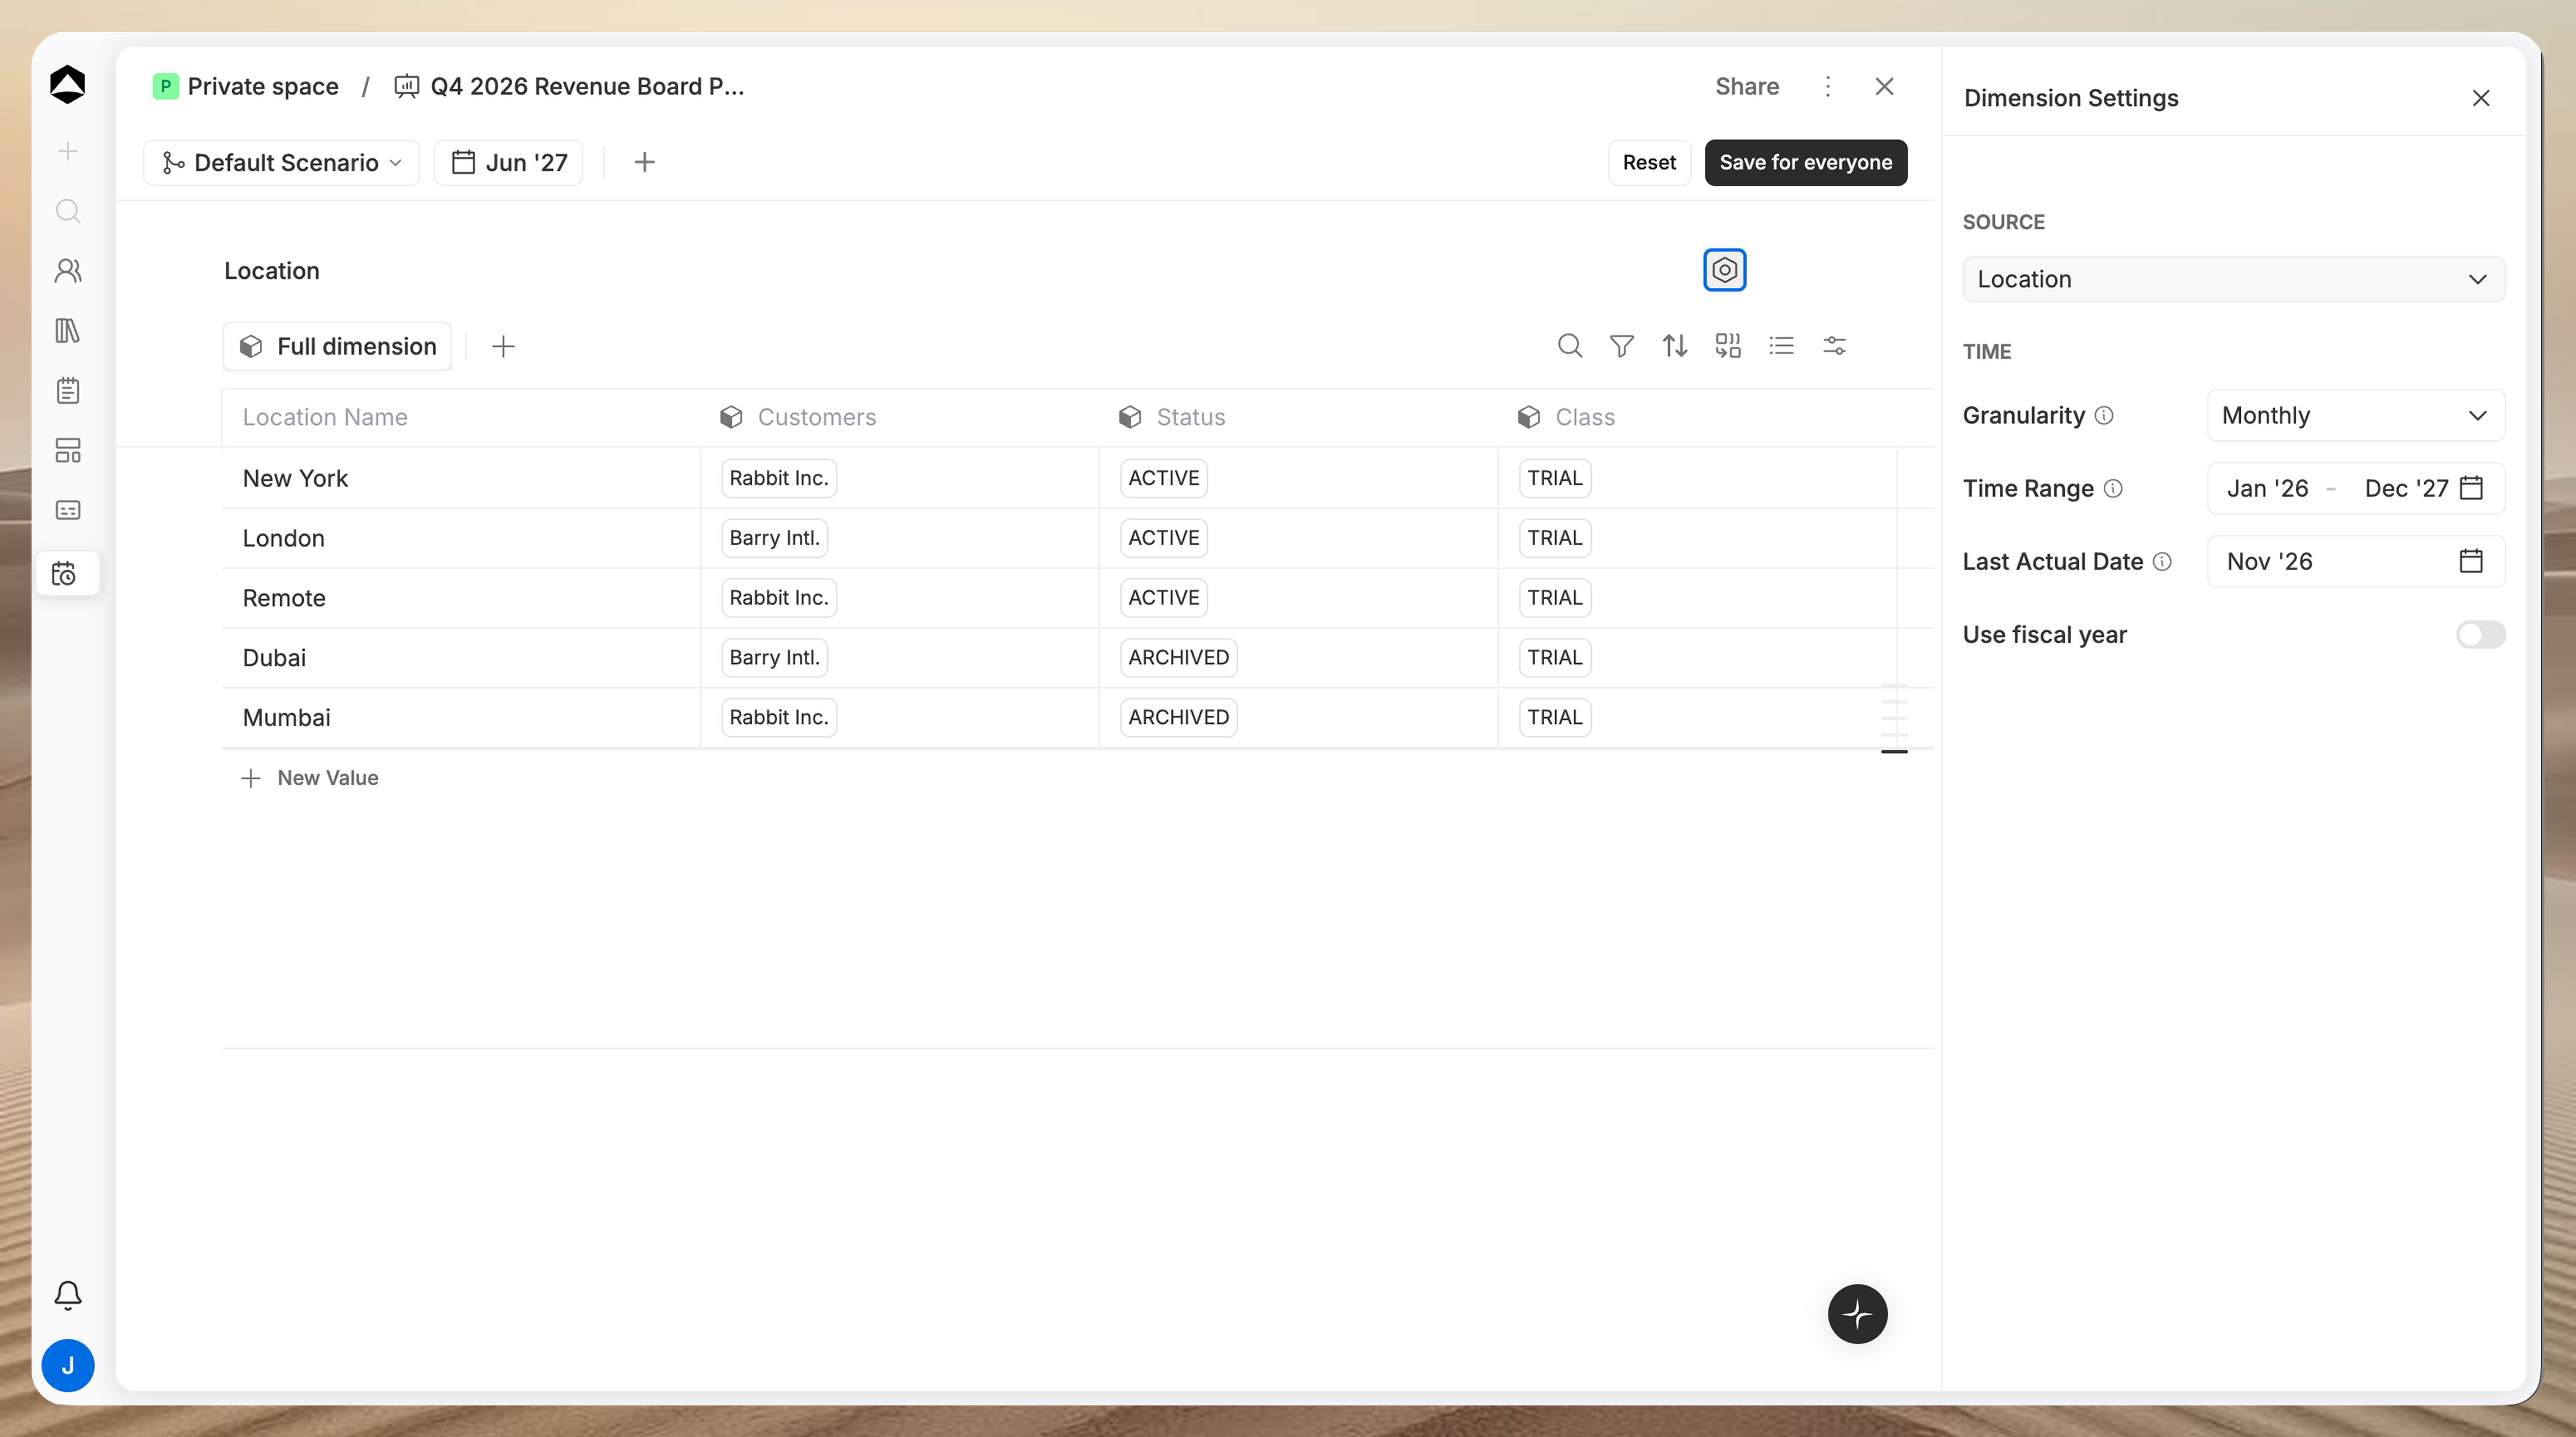 P Private space / Q4 2026 Revenue Board P...
Share
Default Scenario
Jun '27
Reset
Save for everyone
Location
Full dimension
Location Name Customers Status Class
New York Rabbit Inc. ACTIVE TRIAL
London Barry Intl. ACTIVE TRIAL
Remote Rabbit Inc. ACTIVE TRIAL
Dubai Barry Intl. ARCHIVED TRIAL
Mumbai Rabbit Inc. ARCHIVED TRIAL
New Value
J
Dimension Settings
SOURCE
Location
TIME
Granularity Monthly
Time Range Jan '26 - Dec '27
Last Actual Date Nov '26
Use fiscal year